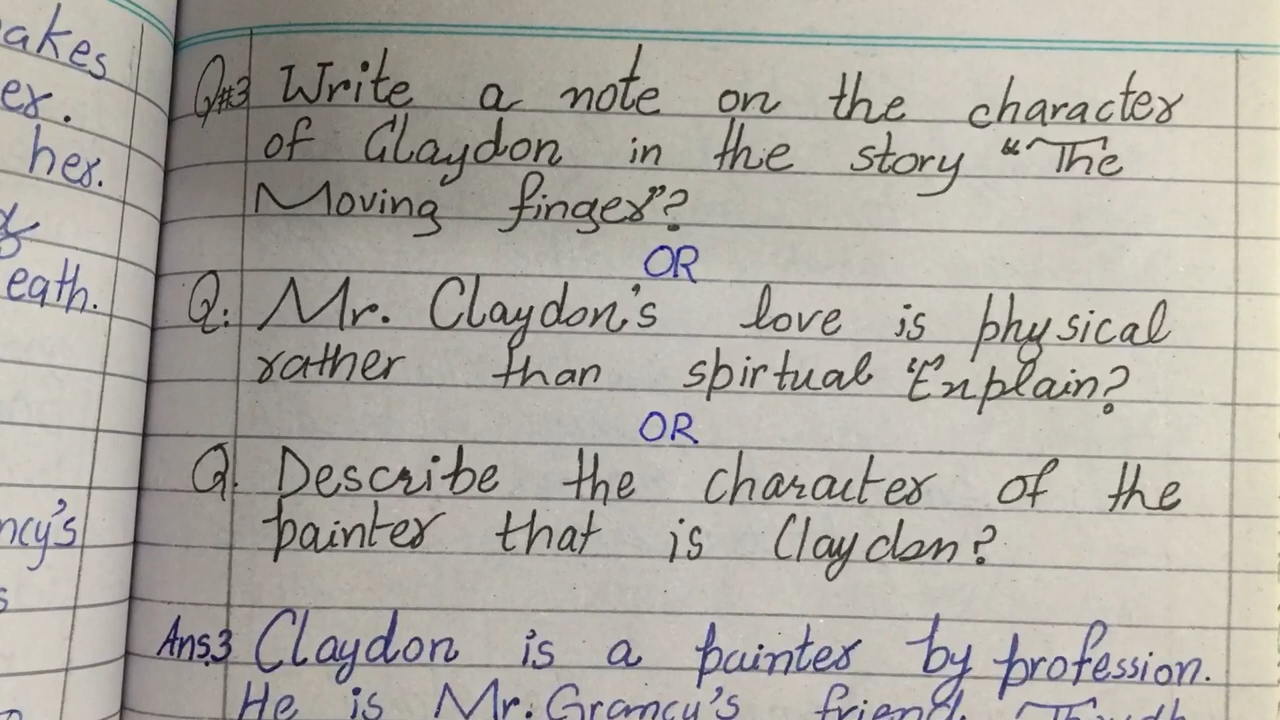 akes
er.
her.
eath.
ncy's
Q#3 Write a note on the character
of Claydon in the story "The
Moving finger"?
OR
Q. Mr. Claydon's love is physical
rather than spirtual "Explain?
OR
Q. Describe the character of the
painter that is Claydon?
Ans.3 Claydon is a painter by profession.
He is Mr. Grancy's friend.